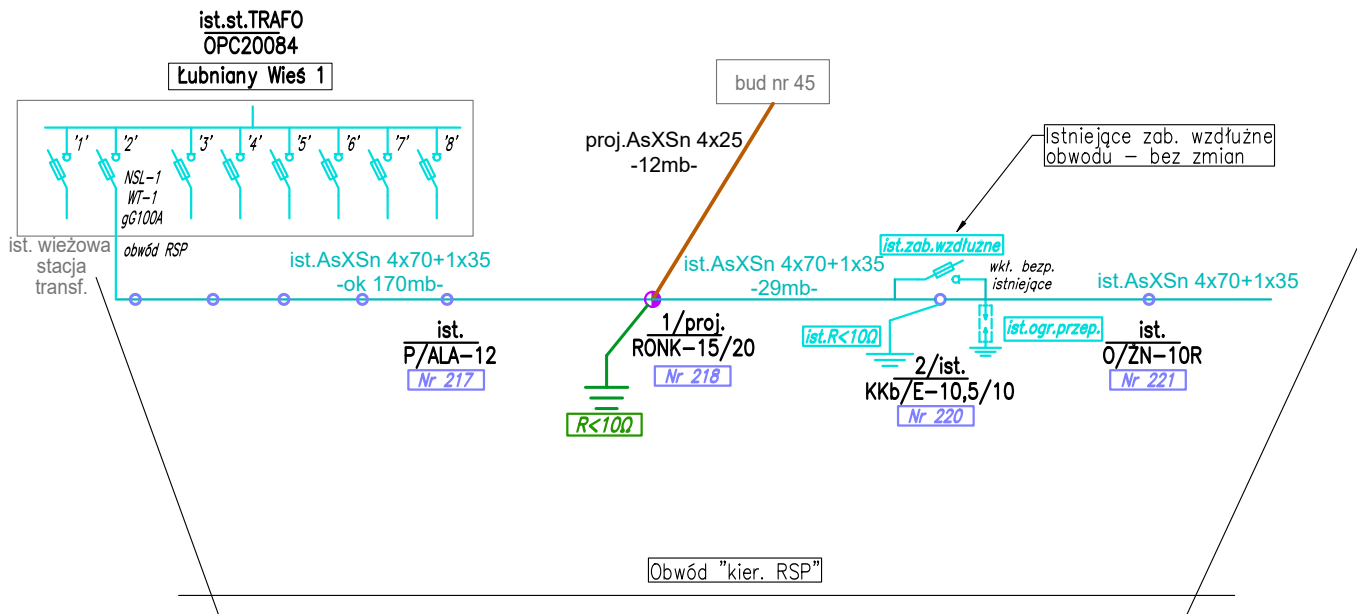 ist.st.TRAFO
OPC20084
Łubniany Wieś 1
'1'
'2'
'3'
'4'
'5'
'6'
'7'
'8'
NSL-1
WT-1
gG100A
ist. wieżowa
stacja
transf.
obwód RSP
ist.AsXSn 4x70+1x35
-ok 170mb-
bud nr 45
proj.AsXSn 4x25
-12mb-
Istniejące zab. wzdłużne
obwodu – bez zmian
ist.AsXSn 4x70+1x35
-29mb-
ist.zab.wzdłużne
wkł. bezp.
istniejące
ist.AsXSn 4x70+1x35
ist.
P/ALA-12
Nr 217
1/proj.
RONK-15/20
Nr 218
R<10Ω
ist.R<10Ω
ist.ogr.przep.
2/ist.
KKb/E-10,5/10
Nr 220
ist.
O/ŻN-10R
Nr 221
Obwód "kier. RSP"